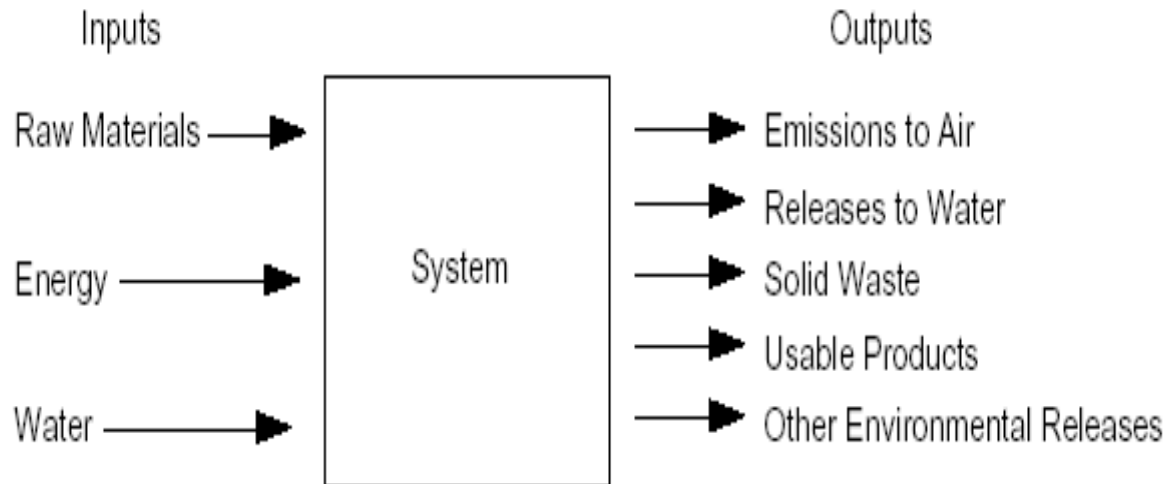 Inputs
Outputs
Raw Materials
Energy
Water
System
Emissions to Air
Releases to Water
Solid Waste
Usable Products
Other Environmental Releases